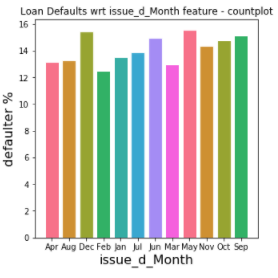 Loan Defaults wrt issue_d_Month feature - countplot
16
14
12
10
8
6
4
2
0
defaulter %
Apr Aug Dec Feb Jan Jul Jun Mar May Nov Oct Sep
issue_d_Month